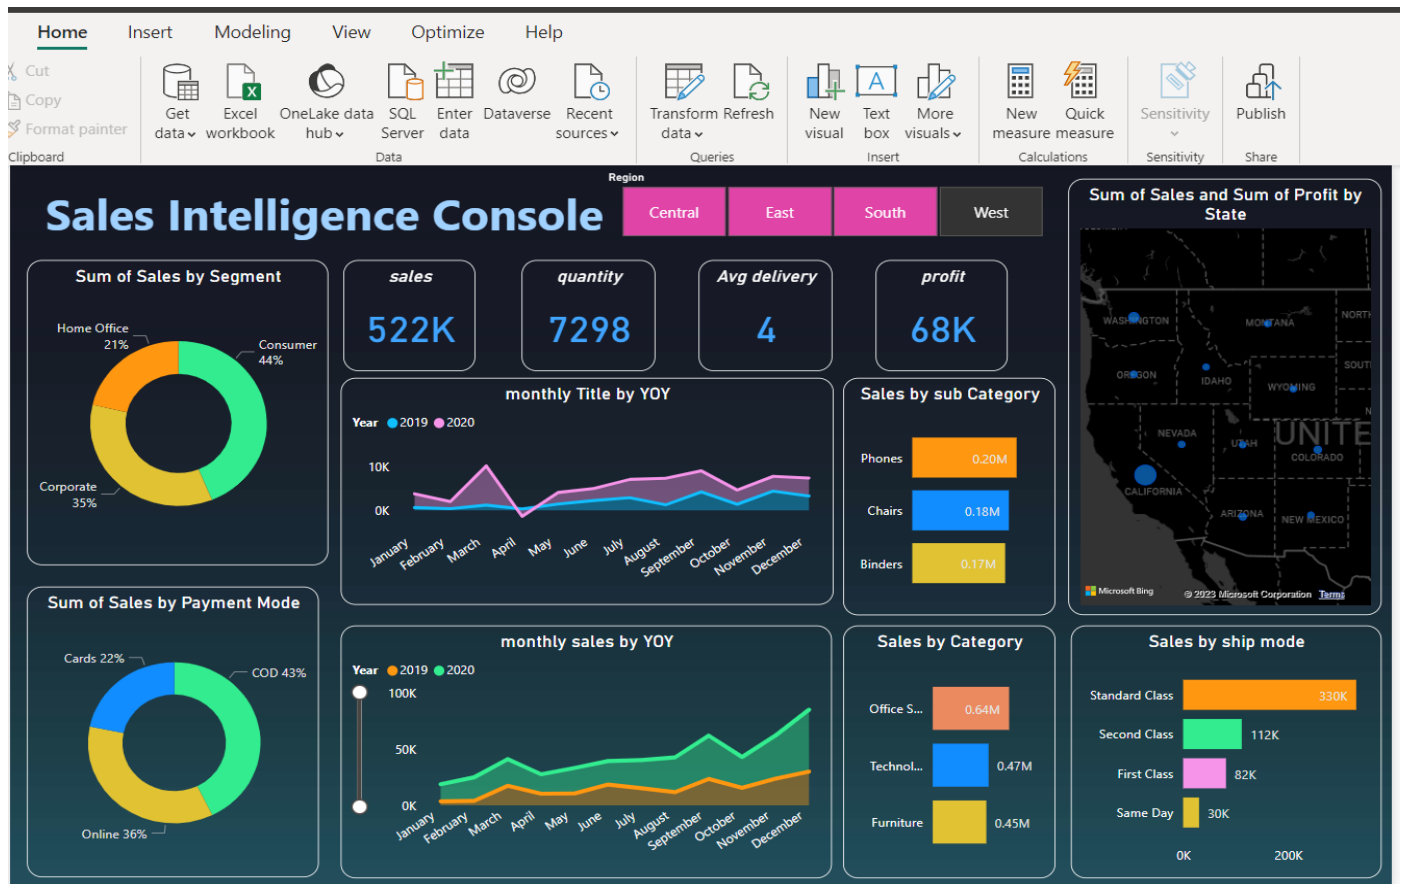 Home Insert Modeling View Optimize Help
Cut
Copy
Format painter
Clipboard
Get data
Excel workbook
OneLake data hub
SQL Server
Enter data
Dataverse
Recent sources
Data
Transform data
Refresh
Queries
New visual
Text box
More visuals
Insert
New measure
Quick measure
Calculations
Sensitivity
Sensitivity
Publish
Share
Sales Intelligence Console
Region
Central East South West
Sum of Sales by Segment
Home Office
21%
Consumer
44%
Corporate
35%
sales
522K
quantity
7298
Avg delivery
4
profit
68K
Sum of Sales and Sum of Profit by
State
WASHINGTON
MONTANA
NORTH
OREGON
IDAHO
SOUT
WYOMING
N
NEVADA
UTAH
UNITE
COLORADO
CALIFORNIA
ARIZONA
NEW MEXICO
Microsoft Bing
© 2023 Microsoft Corporation Terms
monthly Title by YOY
Year 2019 2020
10K
0K
January February March April May June July August September October November December
Sales by sub Category
Phones 0.20M
Chairs 0.18M
Binders 0.17M
Sum of Sales by Payment Mode
Cards 22%
COD 43%
Online 36%
monthly sales by YOY
Year 2019 2020
100K
50K
0K
January February March April May June July August September October November December
Sales by Category
Office S... 0.64M
Technol... 0.47M
Furniture 0.45M
Sales by ship mode
Standard Class 330K
Second Class 112K
First Class 82K
Same Day 30K
0K 200K